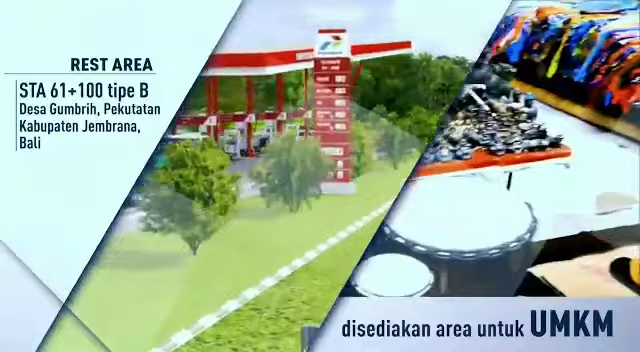 REST AREA
STA 61+100 tipe B
Desa Gumbrih, Pekutatan
Kabupaten Jembrana,
Bali
disediakan area untuk UMKM